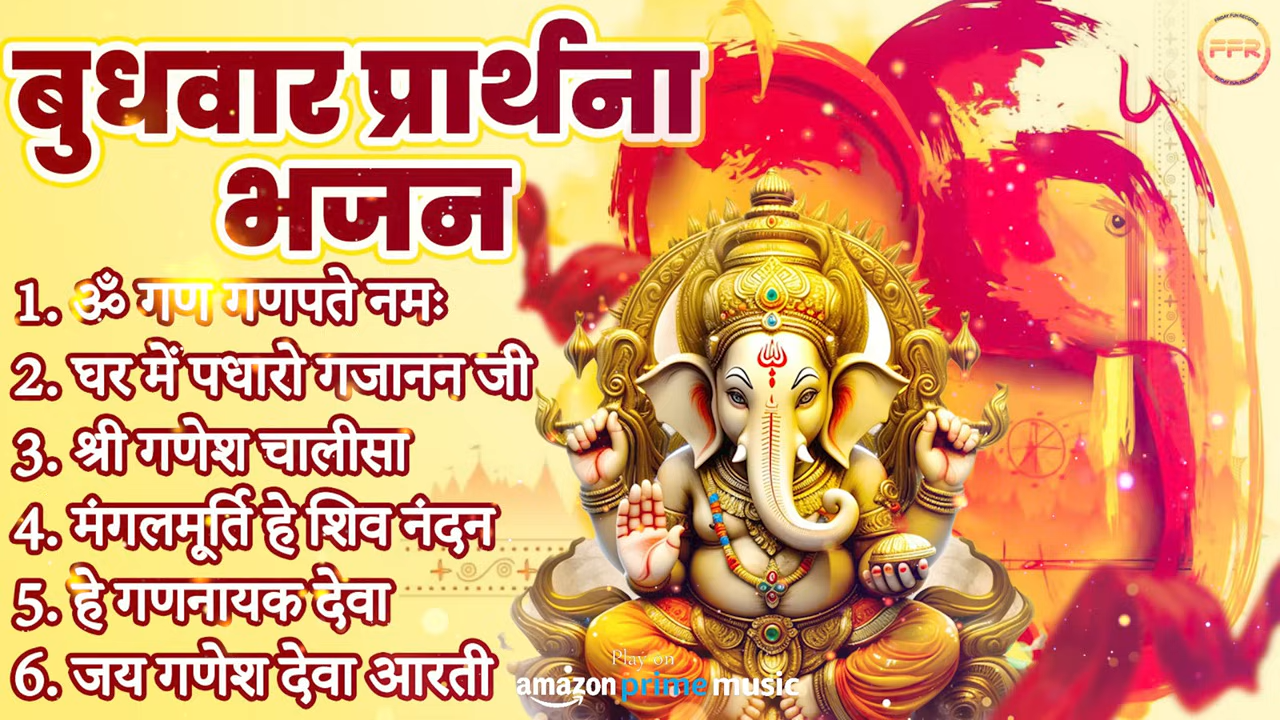 बुधवार प्रार्थना
भजन
1. ॐ गण गणपते नमः
2. घर में पधारो गजानन जी
3. श्री गणेश चालीसा
4. मंगलमूर्ति हे शिव नंदन
5. हे गणनायक देवा
6. जय गणेश देवा आरती
FFR
Play on
amazon prime music